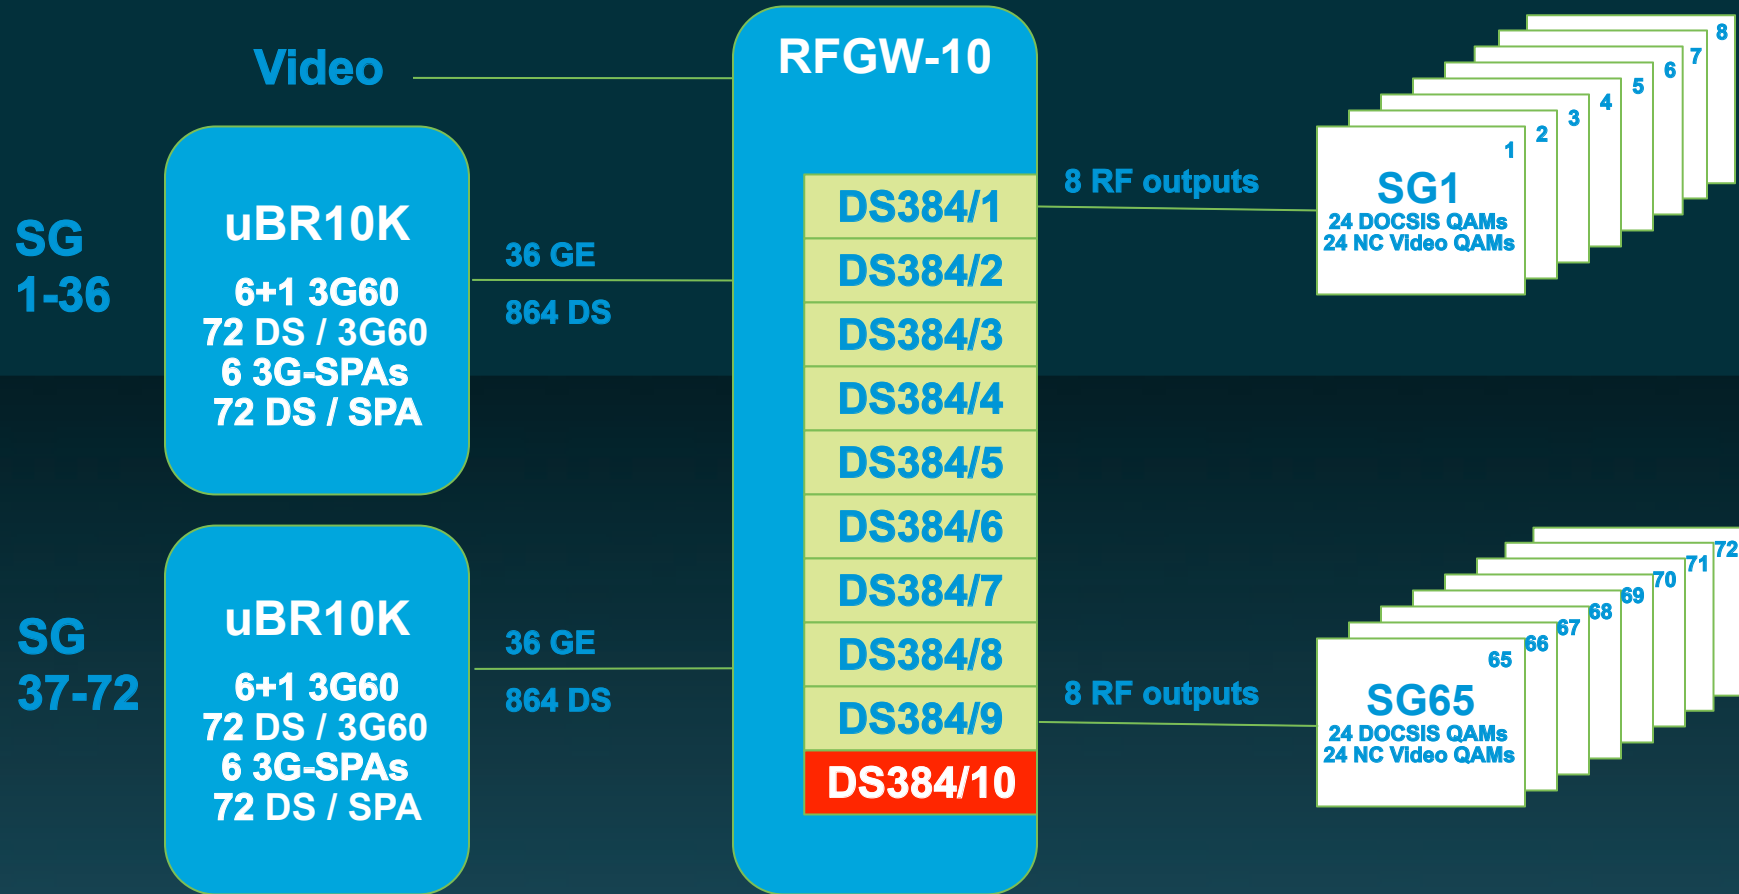 Video
SG
1-36
uBR10K
6+1 3G60
72 DS / 3G60
6 3G-SPAs
72 DS / SPA
36 GE
864 DS
SG
37-72
uBR10K
6+1 3G60
72 DS / 3G60
6 3G-SPAs
72 DS / SPA
36 GE
864 DS
RFGW-10
DS384/1
DS384/2
DS384/3
DS384/4
DS384/5
DS384/6
DS384/7
DS384/8
DS384/9
DS384/10
8 RF outputs
1
2
3
4
5
6
7
8
SG1
24 DOCSIS QAMs
24 NC Video QAMs
8 RF outputs
65
66
67
68
69
70
71
72
SG65
24 DOCSIS QAMs
24 NC Video QAMs